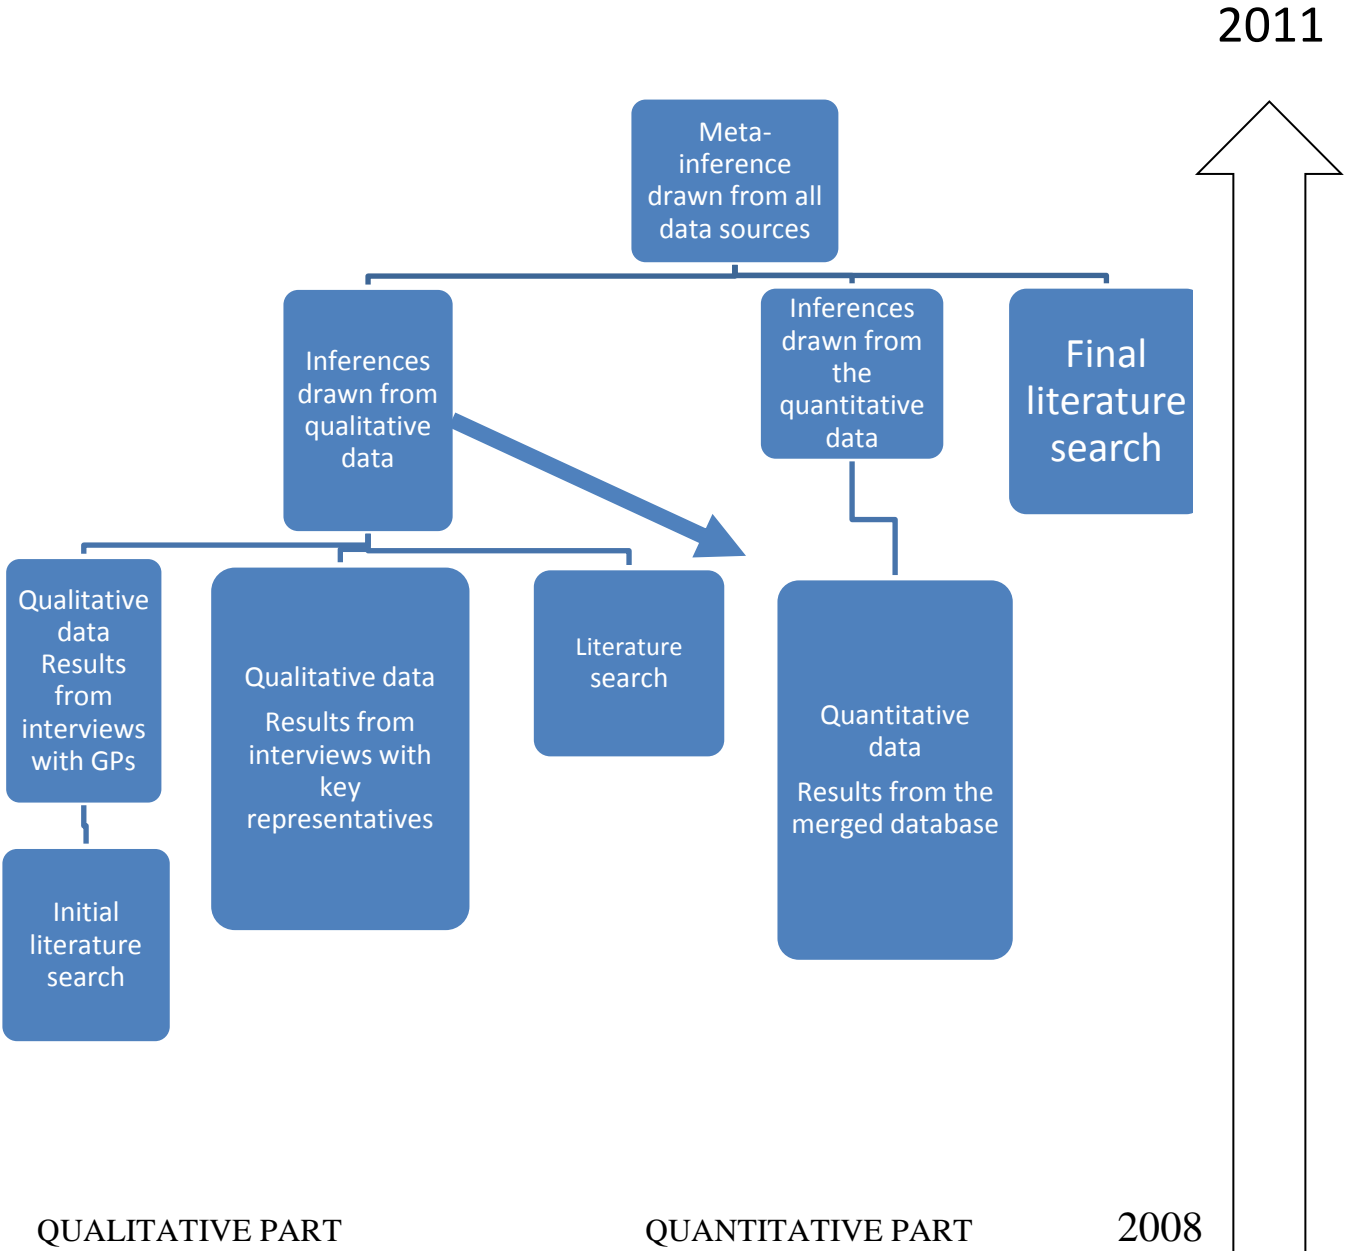 2011
Meta-
inference
drawn from all
data sources
Inferences
drawn from
qualitative
data
Inferences
drawn from
the
quantitative
data
Final
literature
search
Qualitative
data
Results
from
interviews
with GPs
Qualitative data
Results from
interviews with
key
representatives
Literature
search
Quantitative
data
Results from the
merged database
Initial
literature
search
QUALITATIVE PART
QUANTITATIVE PART
2008